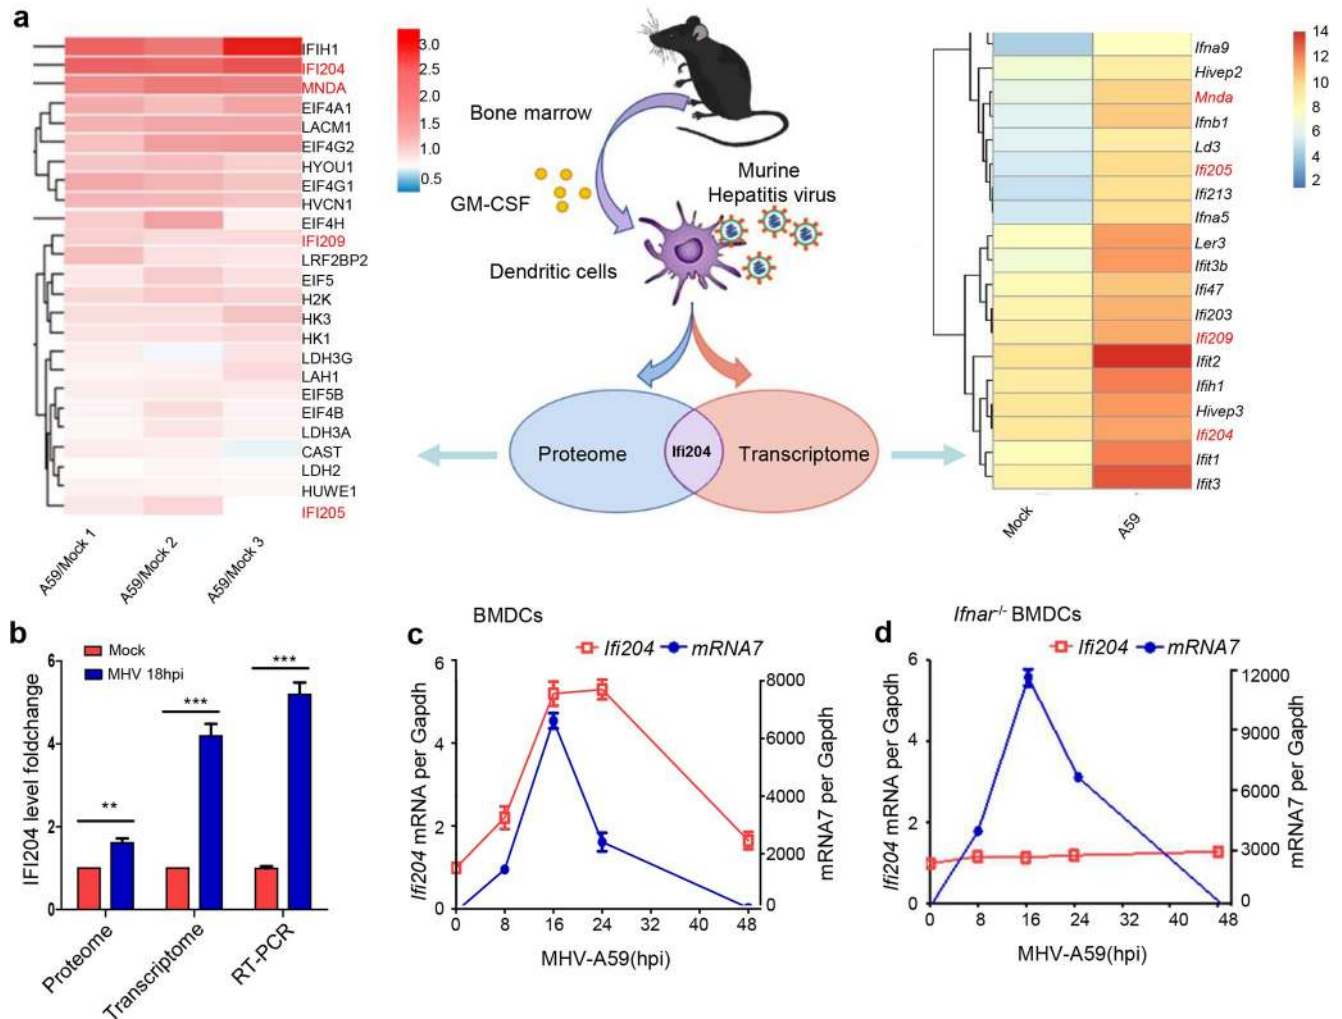 a
IFIH1
IFI204
MNDA
EIF4A1
LACM1
EIF4G2
HYOU1
EIF4G1
HVCN1
EIF4H
IFI209
LRF2BP2
EIF5
H2K
HK3
HK1
LDH3G
LAH1
EIF5B
EIF4B
LDH3A
CAST
LDH2
HUWE1
IFI205
A59/Mock 1
A59/Mock 2
A59/Mock 3
3.0
2.5
2.0
1.5
1.0
0.5
Bone marrow
GM-CSF
Murine
Hepatitis virus
Dendritic cells
Proteome
Ifi204
Transcriptome
Ifna9
Hivep2
Mnda
Ifnb1
Ld3
Ifi205
Ifi213
Ifna5
Ler3
Ifit3b
Ifi47
Ifi203
Ifi209
Ifit2
Ifih1
Hivep3
Ifi204
Ifit1
Ifit3
Mock
A59
14
12
10
8
6
4
2
b
Mock
MHV 18hpi
IFI204 level foldchange
6
4
2
0
**
***
***
Proteome
Transcriptome
RT-PCR
c
BMDCs
Ifi204
mRNA7
Ifi204 mRNA per Gapdh
6
4
2
0
8000
6000
4000
2000
0
mRNA7 per Gapdh
0 8 16 24 32 40 48
MHV-A59(hpi)
d
Ifnar-/- BMDCs
Ifi204
mRNA7
Ifi204 mRNA per Gapdh
6
4
2
0
12000
9000
6000
3000
0
mRNA7 per Gapdh
0 8 16 24 32 40 48
MHV-A59(hpi)